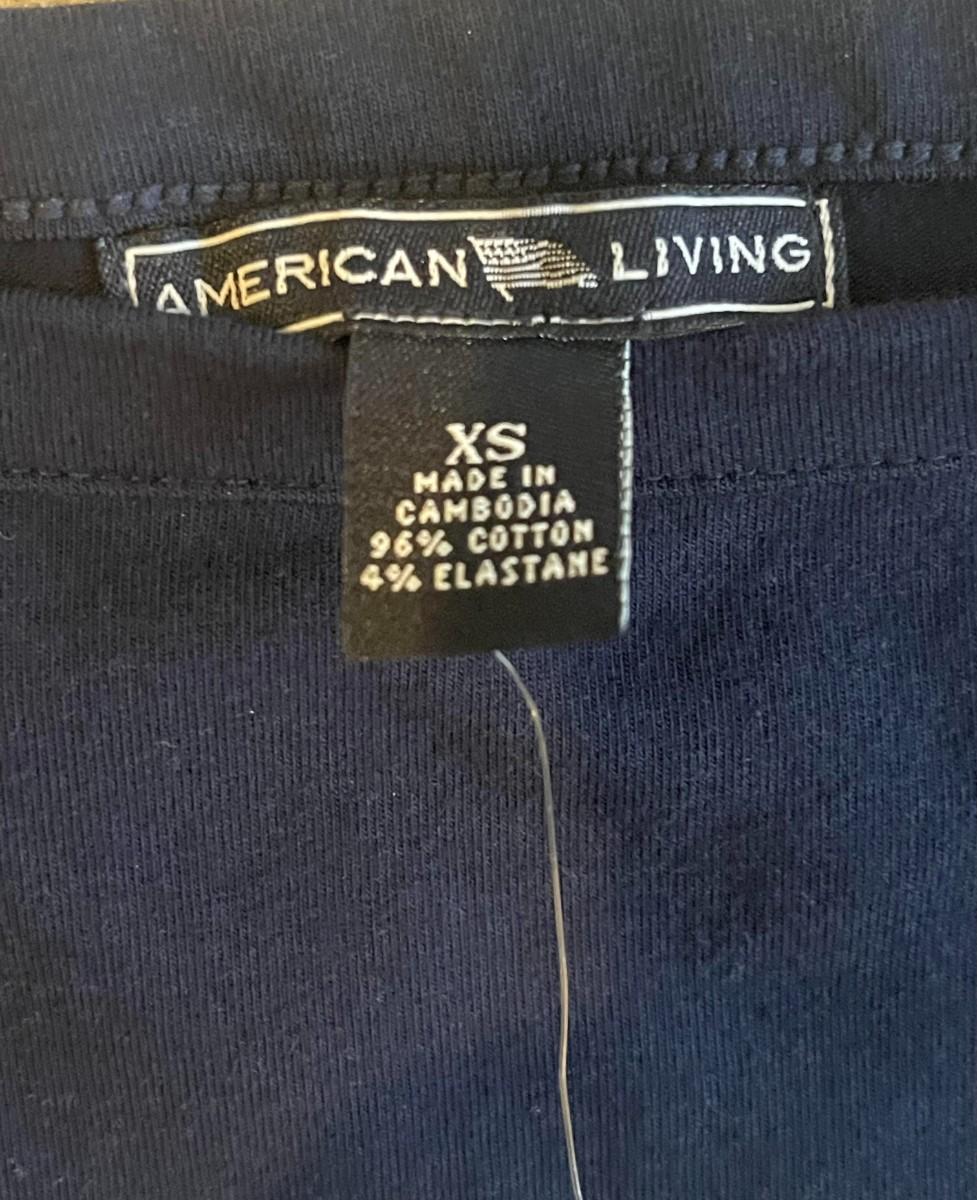 AMERICAN LIVING
XS
MADE IN
CAMBODIA
96% COTTON
4% ELASTANE